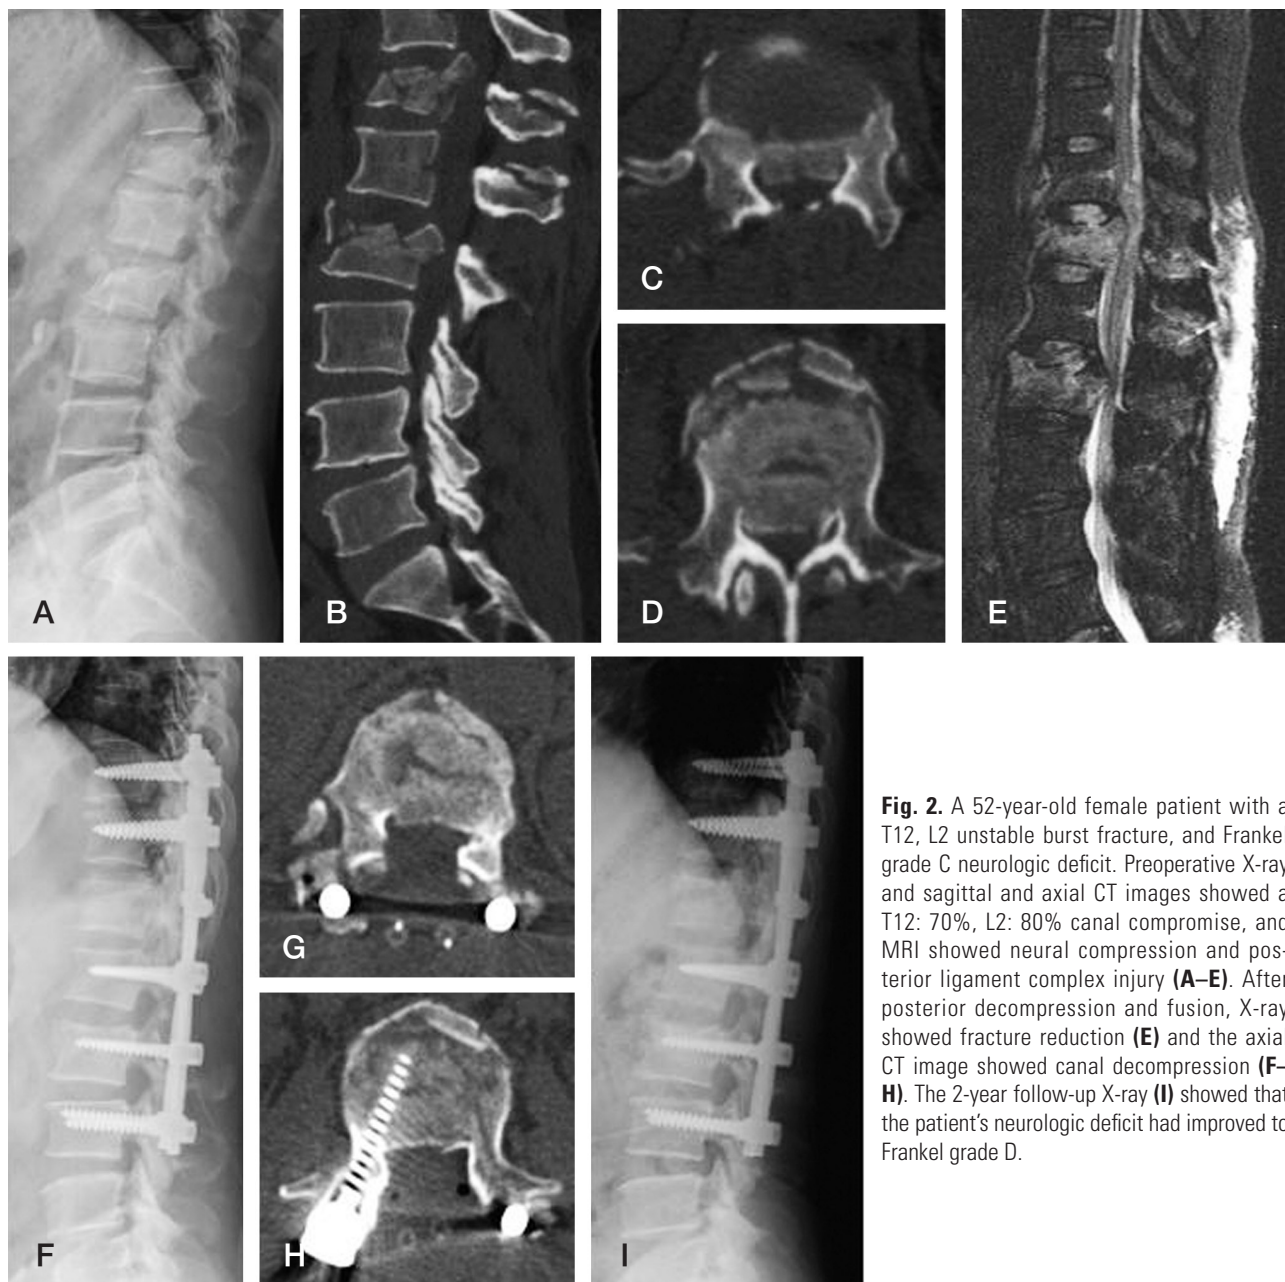 A
B
C
D
E
F
G
H
I
Fig. 2. A 52-year-old female patient with a
T12, L2 unstable burst fracture, and Franke
grade C neurologic deficit. Preoperative X-ray
and sagittal and axial CT images showed a
T12: 70%, L2: 80% canal compromise, and
MRI showed neural compression and pos-
terior ligament complex injury (A–E). After
posterior decompression and fusion, X-ray
showed fracture reduction (E) and the axia
CT image showed canal decompression (F–
H). The 2-year follow-up X-ray (I) showed that
the patient's neurologic deficit had improved to
Frankel grade D.